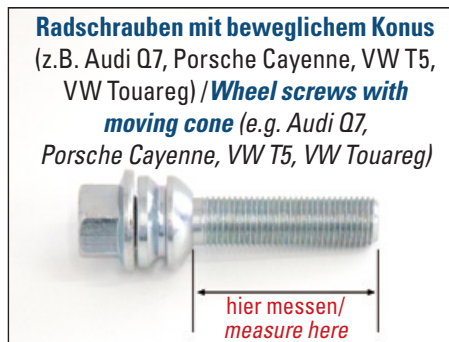 Radschrauben mit beweglichem Konus
(z.B. Audi Q7, Porsche Cayenne, VW T5,
VW Touareg) / Wheel screws with
moving cone (e.g. Audi Q7,
Porsche Cayenne, VW T5, VW Touareg)
hier messen/
measure here